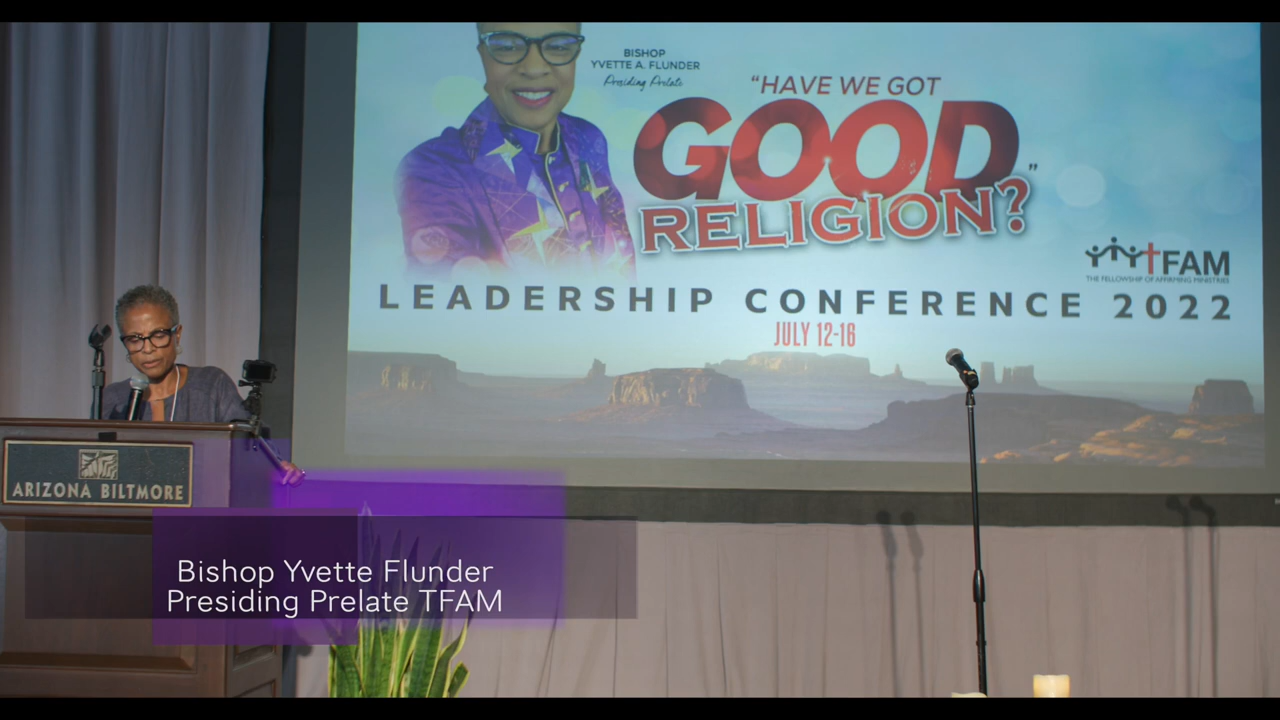 BISHOP
YVETTE A. FLUNDER
Presiding Prelate
“HAVE WE GOT
GOOD
RELIGION?”
TFAM
THE FELLOWSHIP OF AFFIRMING MINISTRIES
LEADERSHIP CONFERENCE 2022
JULY 12-16
ARIZONA BILTMORE
Bishop Yvette Flunder
Presiding Prelate TFAM